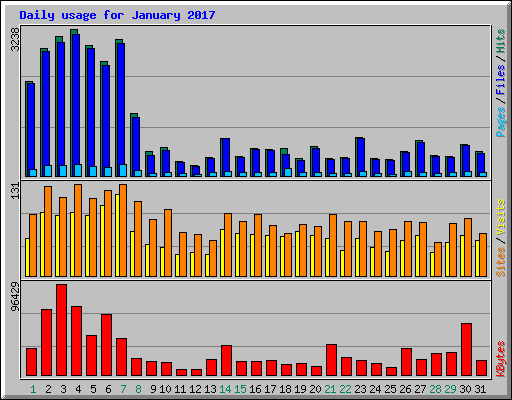 Daily usage for January 2017
3238
Pages / Files / Hits
131
Sites / Visits
96429
KBytes
1 2 3 4 5 6 7 8 9 10 11 12 13 14 15 16 17 18 19 20 21 22 23 24 25 26 27 28 29 30 31